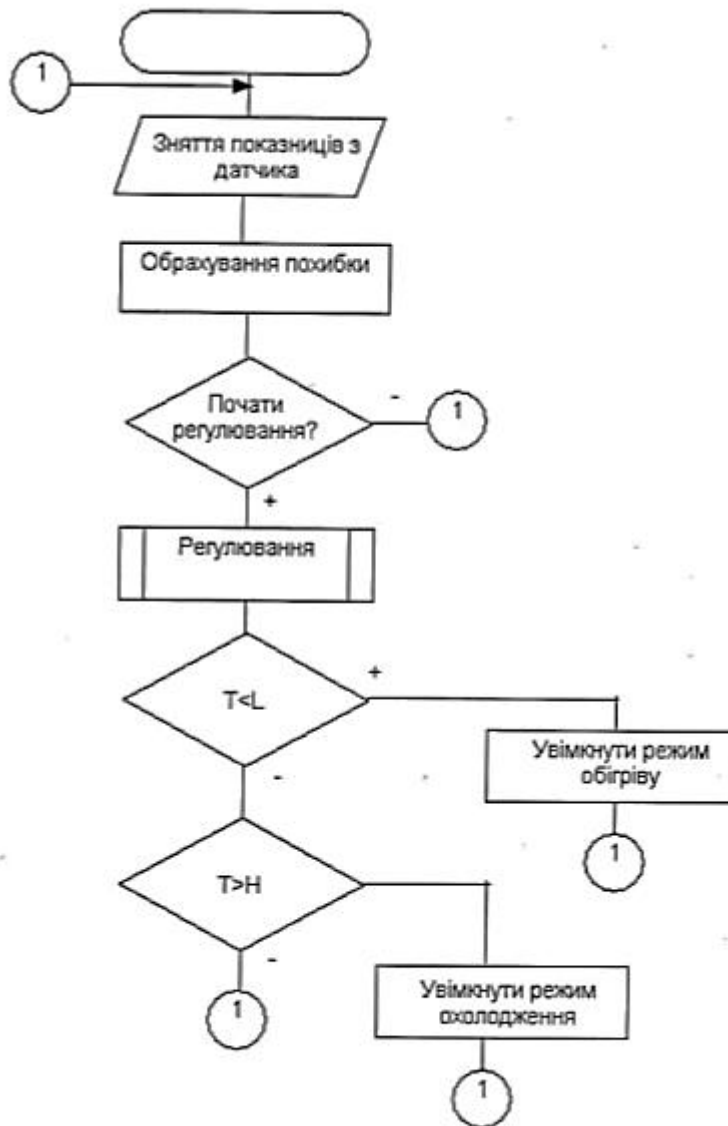 1
Зняття показниців з
датчика
Обрахування похибки
Почати
регулювання?
-
1
+
Регулювання
T<L
+
Увімкнути режим
обігріву
1
-
T>H
Увімкнути режим
охолодження
1
-
1